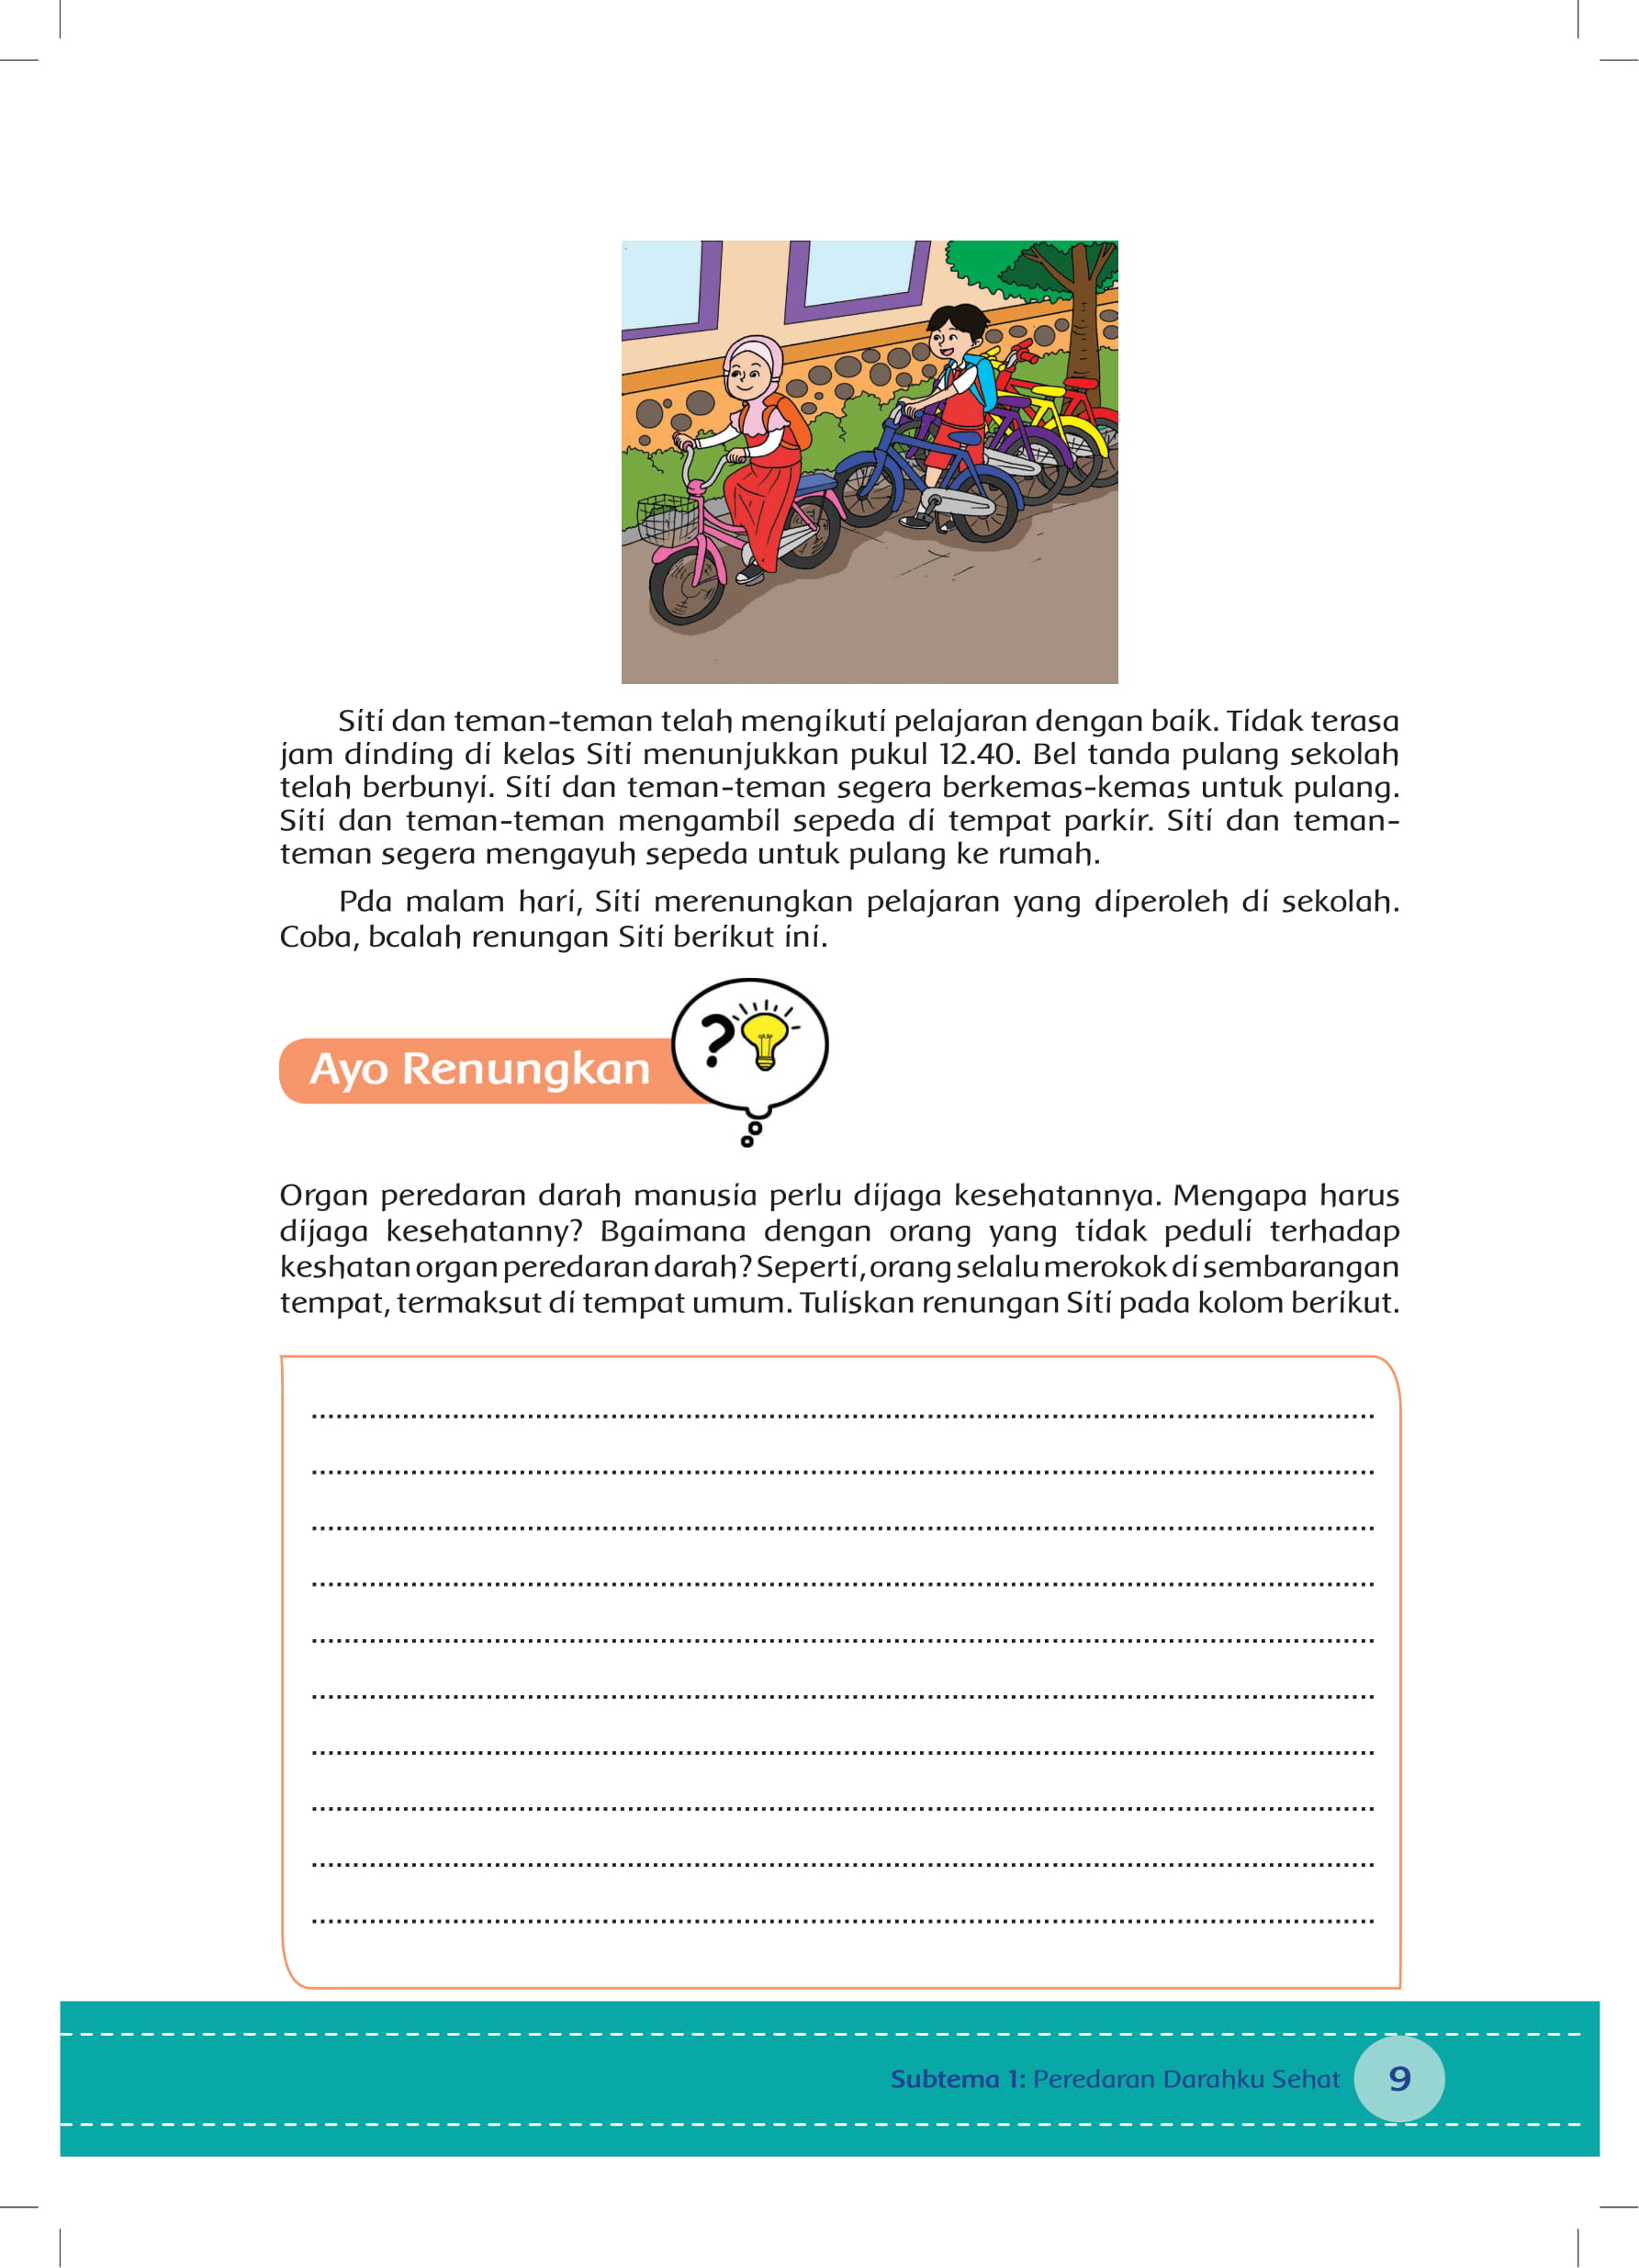 Siti dan teman-teman telah mengikuti pelajaran dengan baik. Tidak terasa
jam dinding di kelas Siti menunjukkan pukul 12.40. Bel tanda pulang sekolah
telah berbunyi. Siti dan teman-teman segera berkemas-kemas untuk pulang.
Siti dan teman-teman mengambil sepeda di tempat parkir. Siti dan teman-
teman segera mengayuh sepeda untuk pulang ke rumah.
Pda malam hari, Siti merenungkan pelajaran yang diperoleh di sekolah.
Coba, bcalah renungan Siti berikut ini.
Ayo Renungkan
?
Organ peredaran darah manusia perlu dijaga kesehatannya. Mengapa harus
dijaga kesehatanny? Bgaimana dengan orang yang tidak peduli terhadap
keshatan organ peredaran darah? Seperti, orang selalu merokok di sembarangan
tempat, termaksut di tempat umum. Tuliskan renungan Siti pada kolom berikut.
Subtema 1: Peredaran Darahku Sehat 9